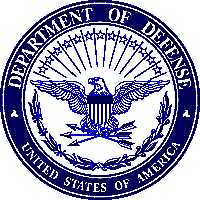 DEPARTMENT OF DEFENSE
UNITED STATES OF AMERICA